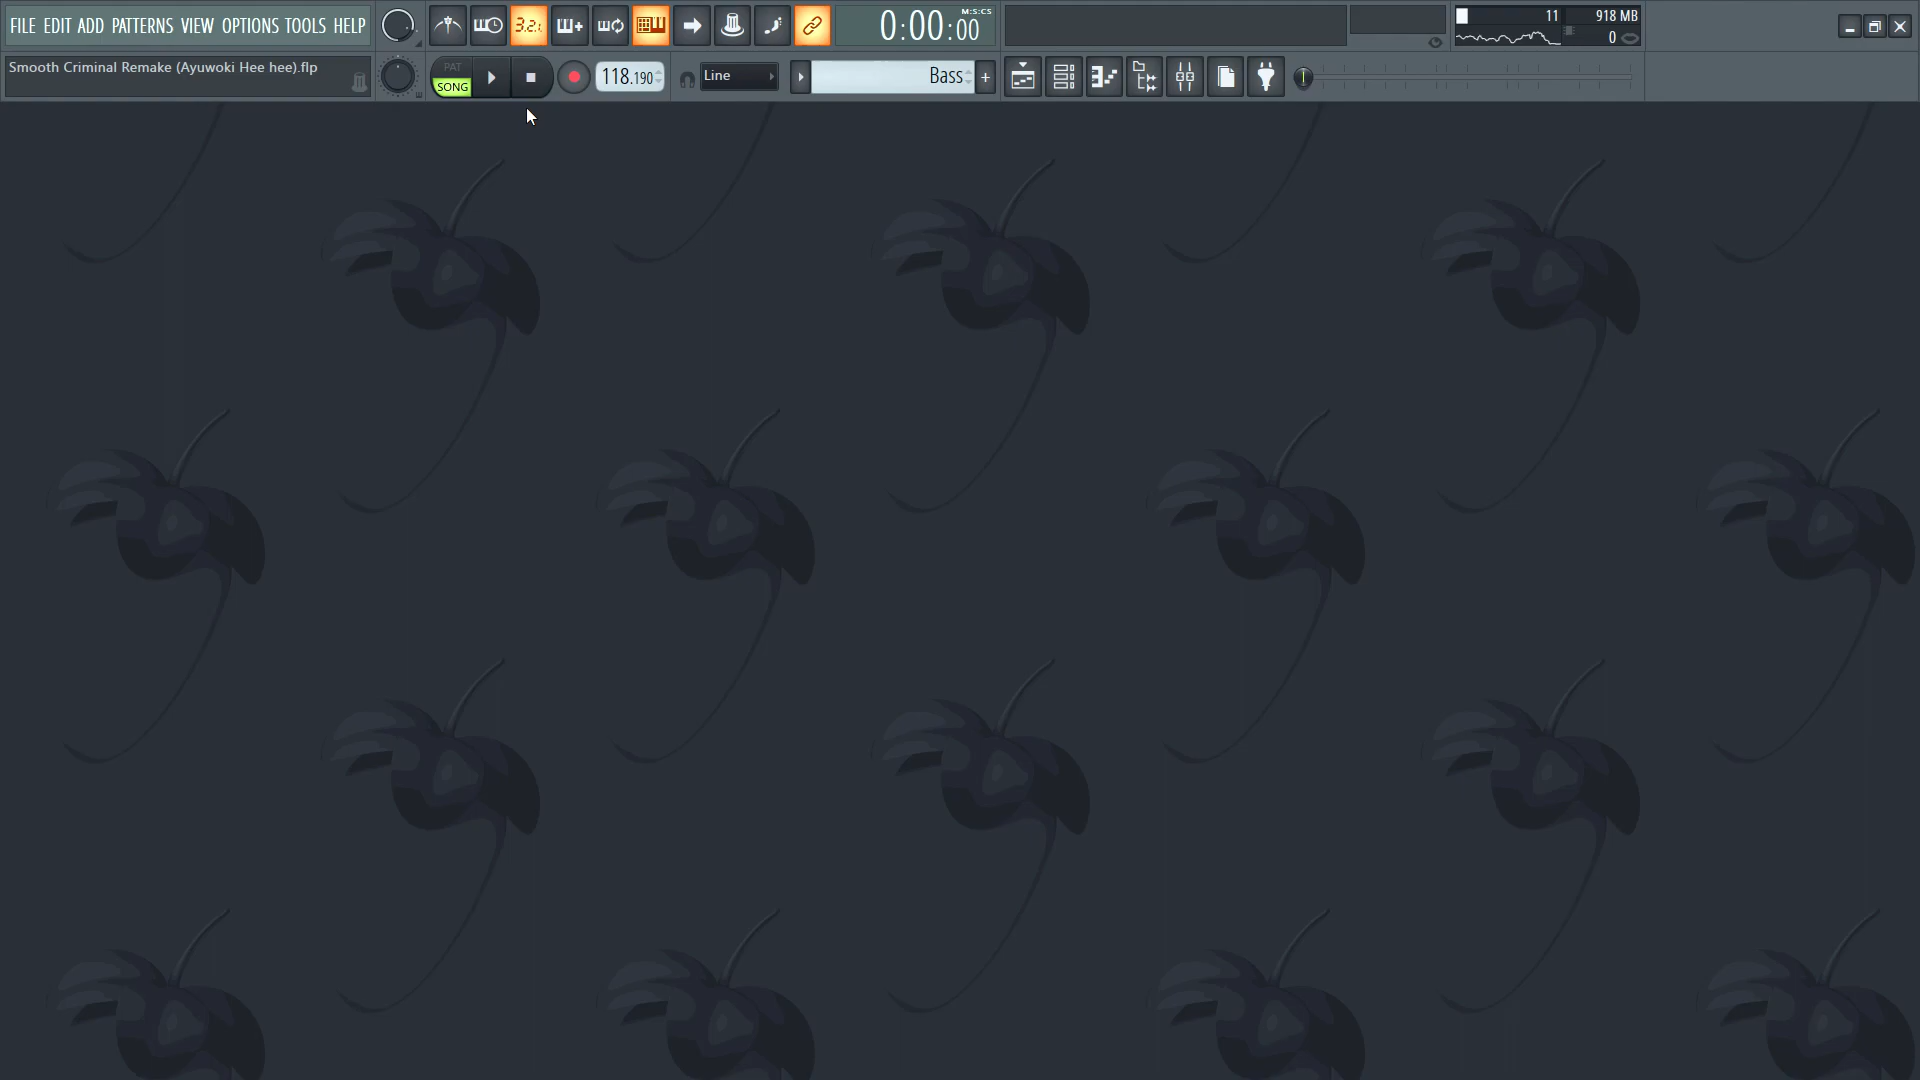 FILE EDIT ADD PATTERNS VIEW OPTIONS TOOLS HELP
3.2.
0:00:00
M:S:CS
11
918 MB
0
Smooth Criminal Remake (Ayuwoki Hee hee).flp
PAT
SONG
118.190
Line
Bass